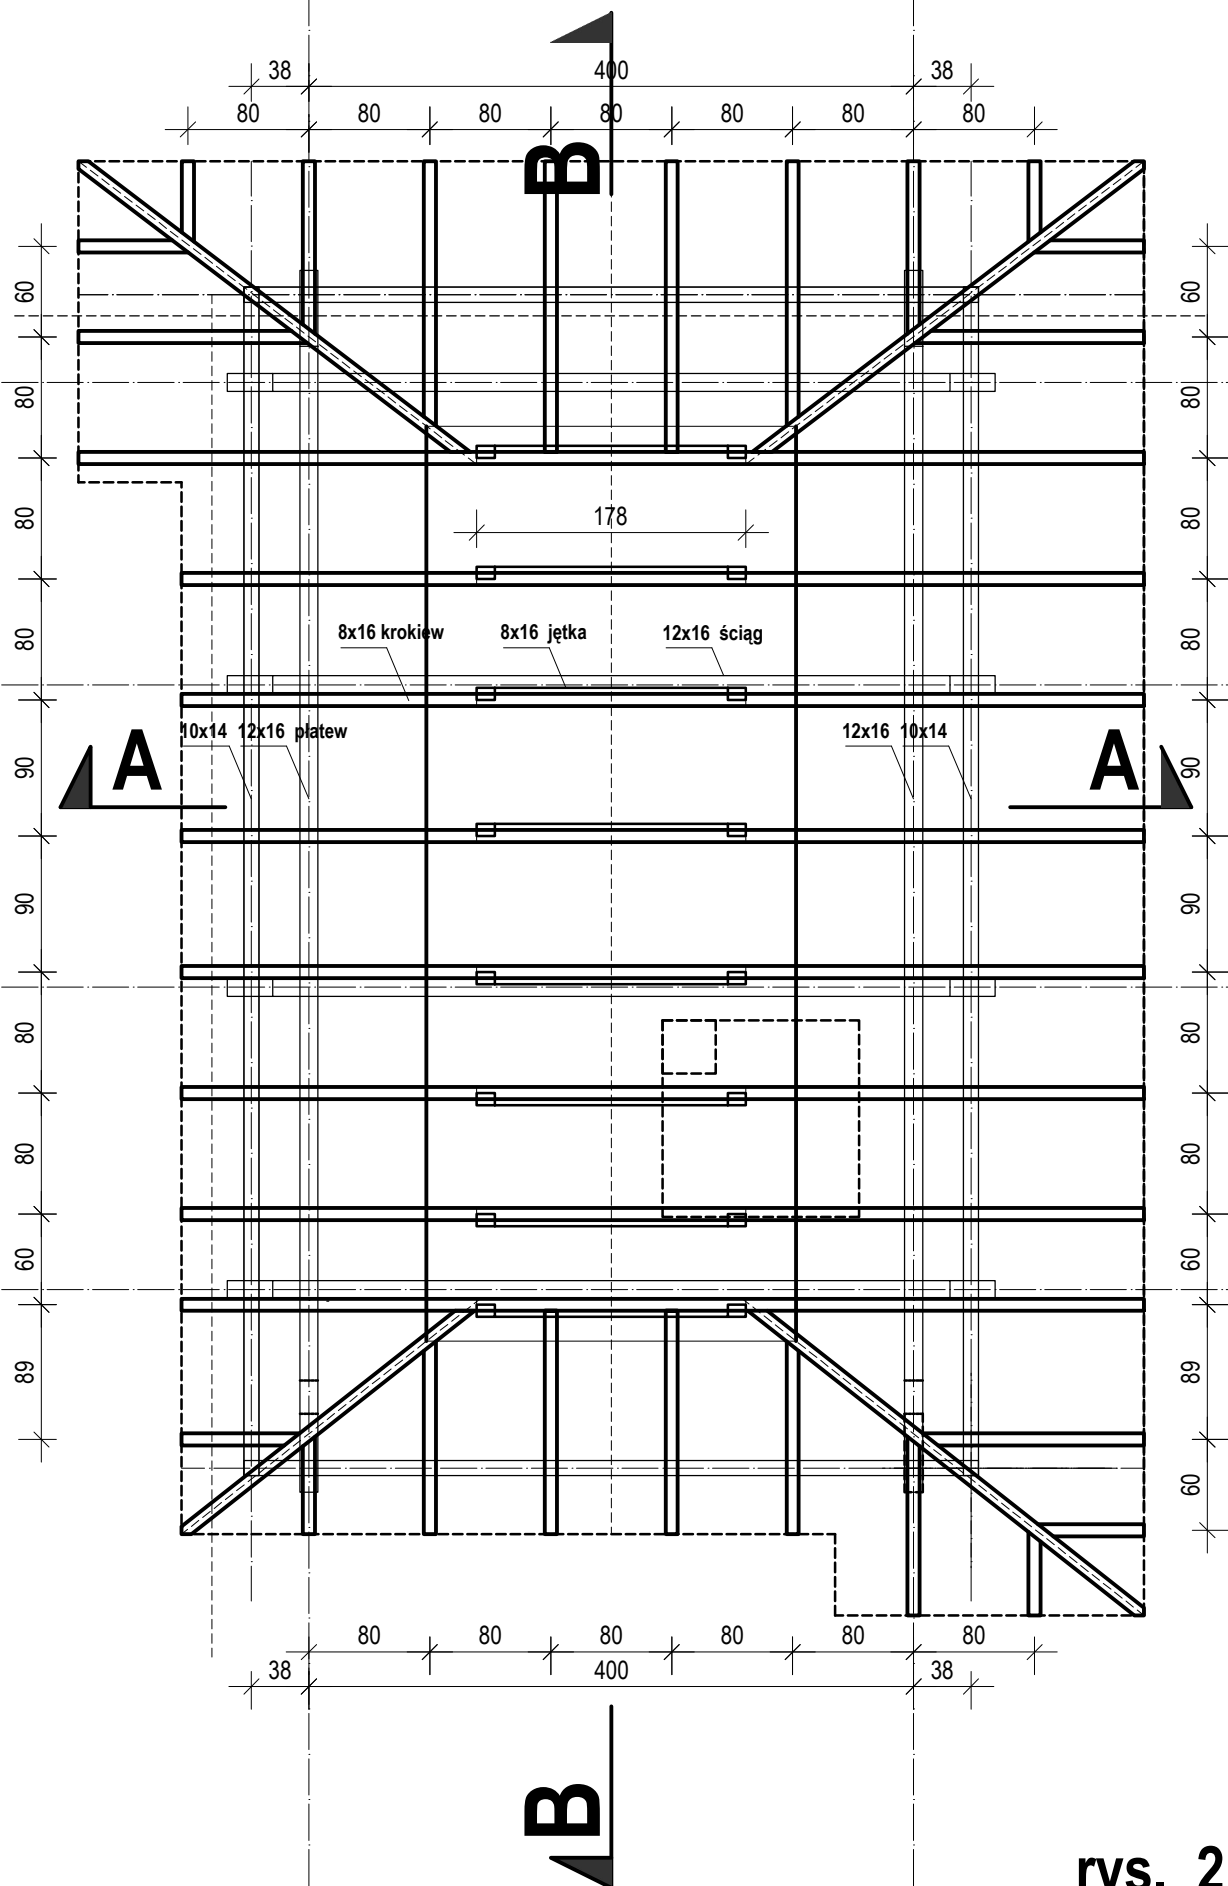 38 400 38
80 80 80 80 80 80 80
B
60 60
80 80
80 178 80
80 8x16 krokiew 8x16 jętka 12x16 ściąg 80
10x14 12x16 płatew 12x16 10x14
90 A A 90
90 90
80 80
80 80
60 60
89 89
60
80 80 80 80 80 80
38 400 38
B
rys. 2